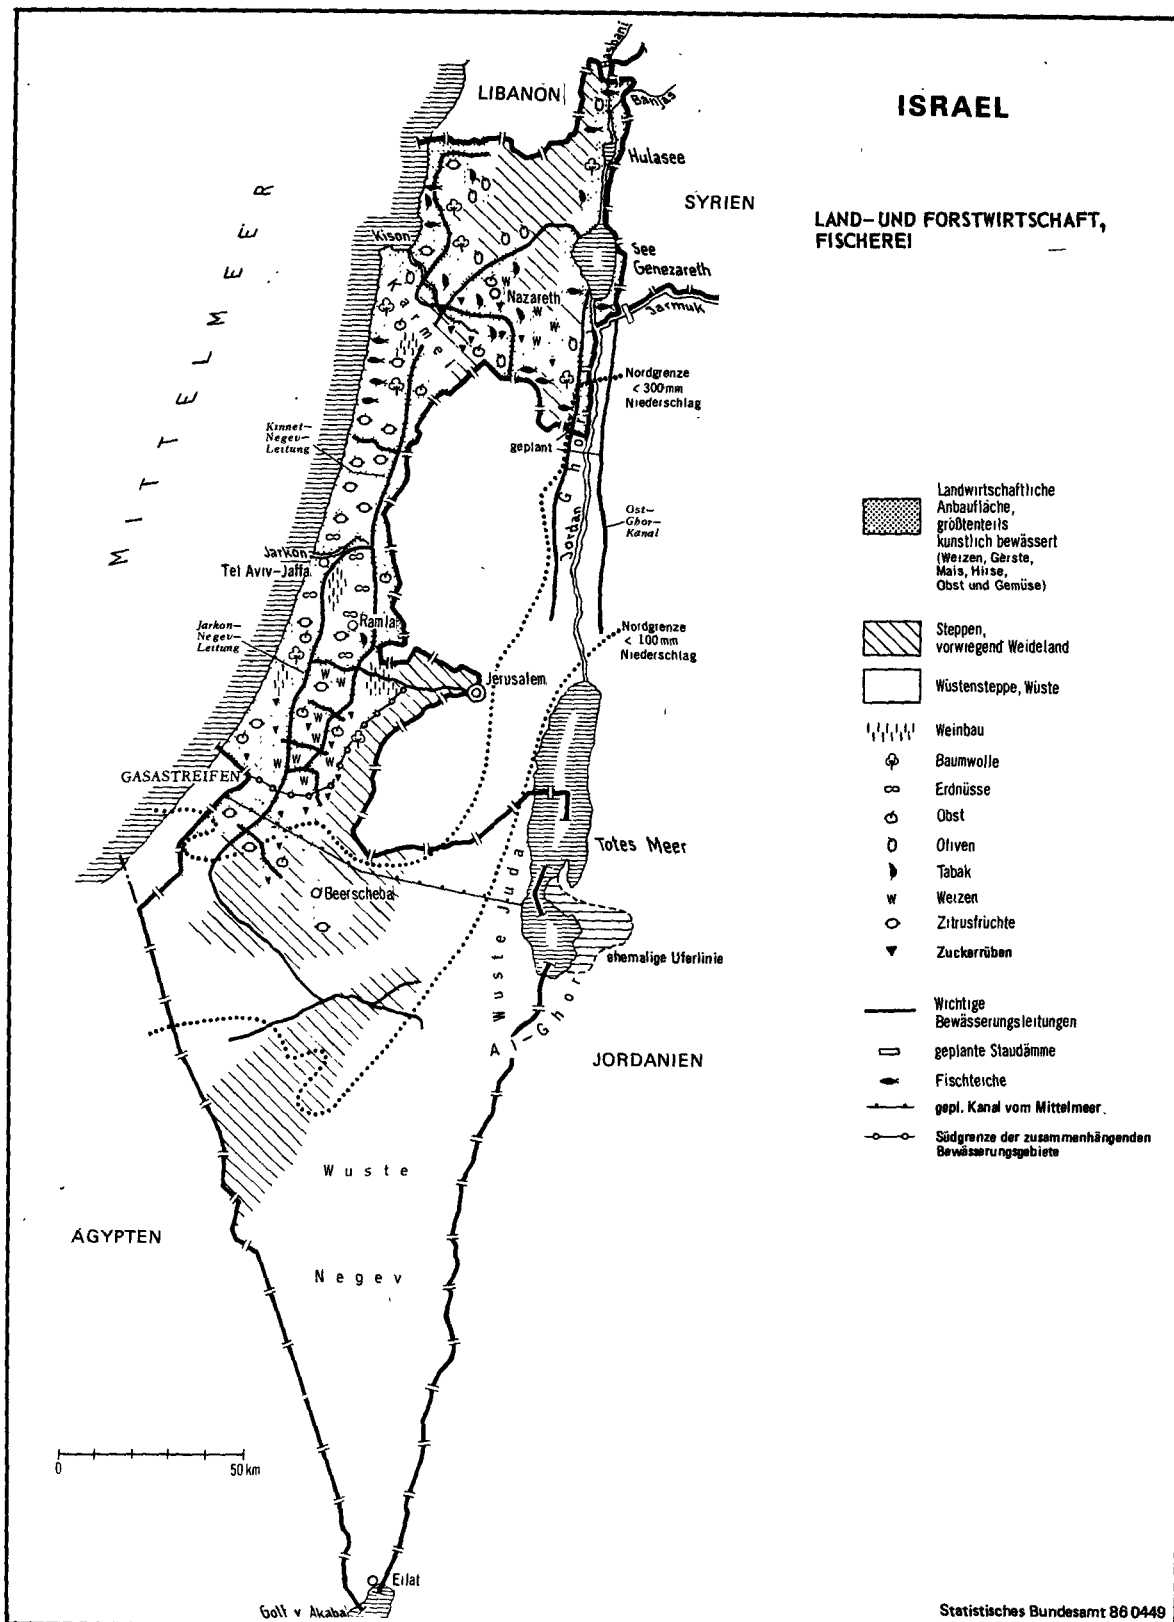 ISRAEL
LAND- UND FORSTWIRTSCHAFT,
FISCHEREI
LIBANON
Hasbani
Banjas
Hulasee
SYRIEN
MITTELMEER
Kison
See
Genezareth
Karmel
Nazareth
Jarmuk
Nordgrenze
< 300mm
Niederschlag
Kinnet-
Negev-
Leitung
geplant
Jordan Ghor
Ost-
Ghor-
Kanal
Jarkon
Tel Aviv-Jaffa
Jarkon-
Negev-
Leitung
Ramla
Nordgrenze
< 100mm
Niederschlag
Jerusalem
GASASTREIFEN
Totes Meer
Beerscheba
Wuste Juda
ehemalige Uferlinie
Al-Ghor
JORDANIEN
Wuste
ÄGYPTEN
Negev
0 50 km
Eilat
Golf v Akaba
Landwirtschaftliche
Anbaufläche,
größtenteils
kunstlich bewässert
(Weizen, Gerste,
Mais, Hirse,
Obst und Gemüse)
Steppen,
vorwiegend Weideland
Wüstensteppe, Wüste
Weinbau
Baumwolle
Erdnüsse
Obst
Oliven
Tabak
W Weizen
Zitrusfrüchte
Zuckerrüben
Wichtige
Bewässerungsleitungen
geplante Staudämme
Fischteiche
gepl. Kanal vom Mittelmeer
Südgrenze der zusammenhängenden
Bewässerungsgebiete
Statistisches Bundesamt 86 0449